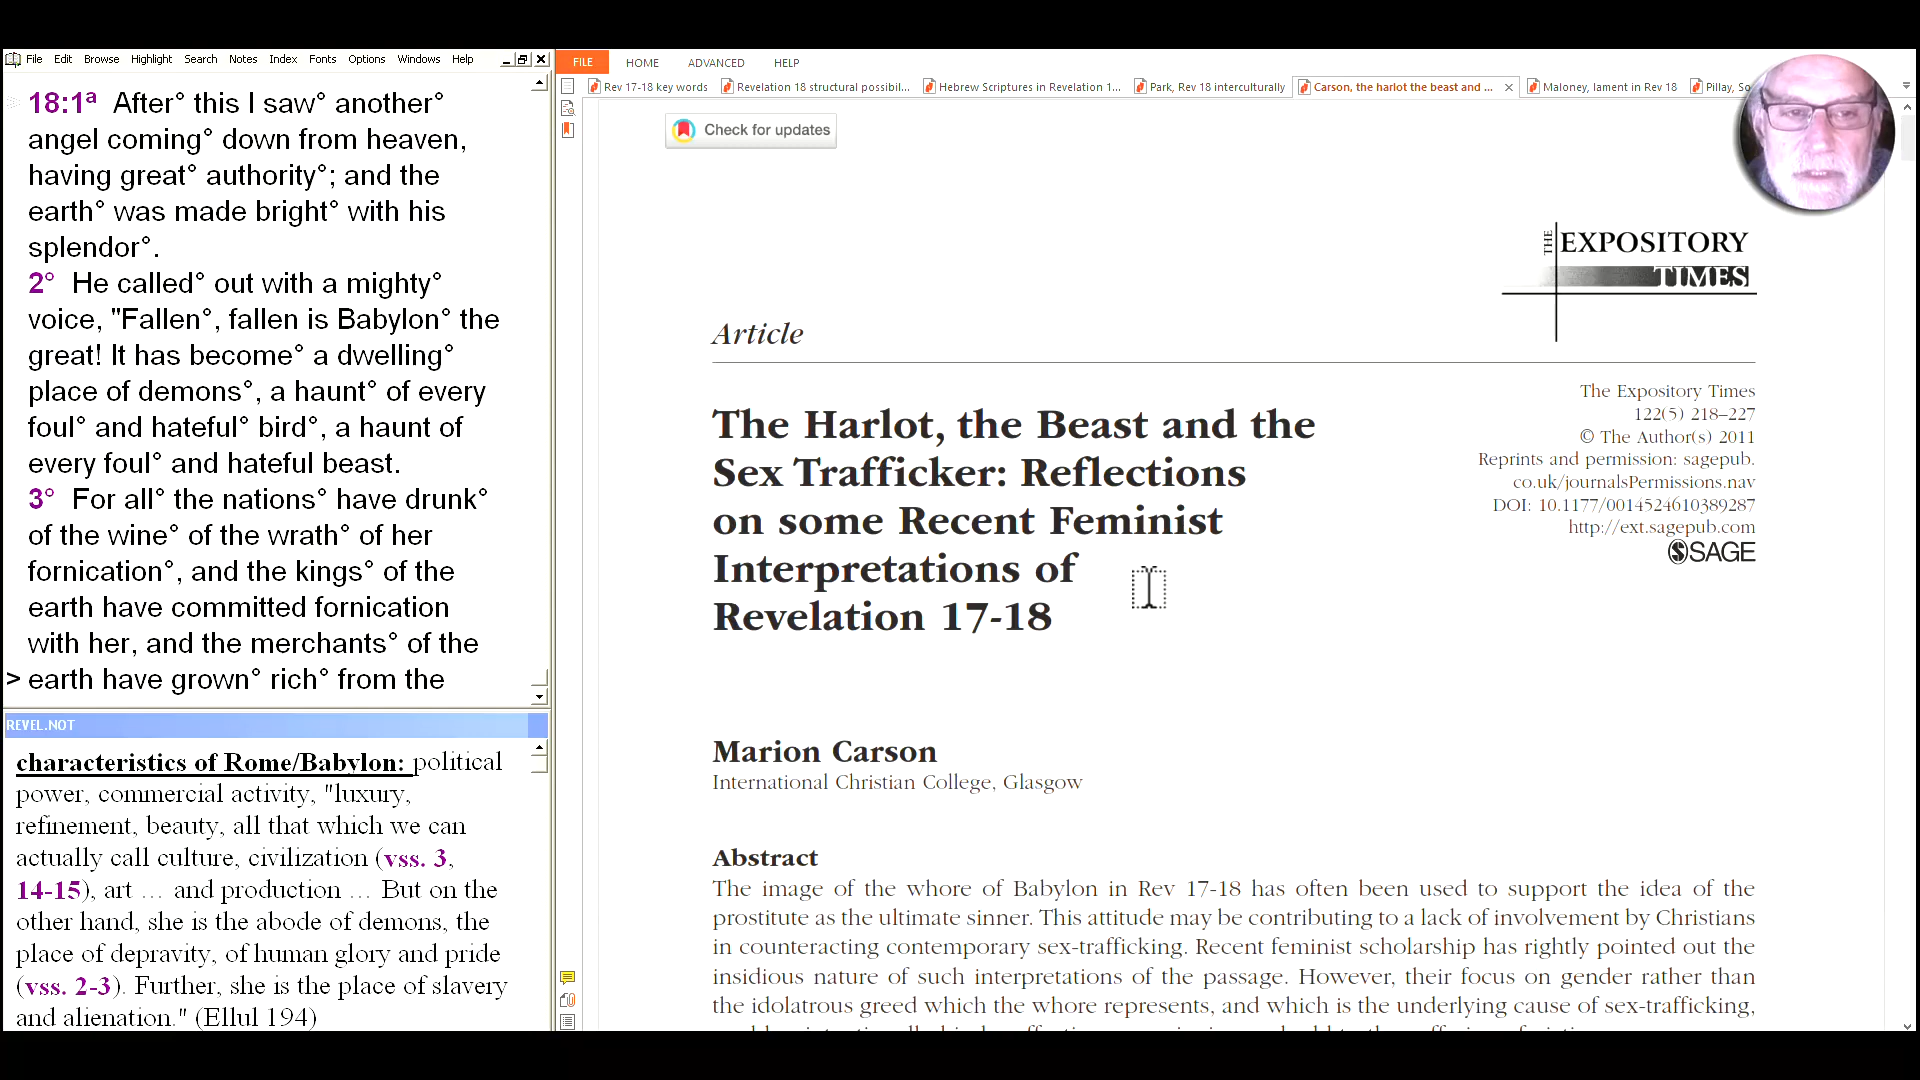 File Edit Browse Highlight Search Notes Index Fonts Options Windows Help
18:1ª After° this I saw° another°
angel coming° down from heaven,
having great° authority°; and the
earth° was made bright° with his
splendor°.
2° He called° out with a mighty°
voice, "Fallen°, fallen is Babylon° the
great! It has become° a dwelling°
place of demons°, a haunt° of every
foul° and hateful° bird°, a haunt of
every foul° and hateful beast.
3° For all° the nations° have drunk°
of the wine° of the wrath° of her
fornication°, and the kings° of the
earth have committed fornication
with her, and the merchants° of the
> earth have grown° rich° from the
REVEL.NOT
characteristics of Rome/Babylon: political
power, commercial activity, "luxury,
refinement, beauty, all that which we can
actually call culture, civilization (vss. 3,
14-15), art ... and production ... But on the
other hand, she is the abode of demons, the
place of depravity, of human glory and pride
(vss. 2-3). Further, she is the place of slavery
and alienation." (Ellul 194)
FILE HOME ADVANCED HELP
Rev 17-18 key words Revelation 18 structural possibil... Hebrew Scriptures in Revelation 1... Park, Rev 18 interculturally Carson, the harlot the beast and ... Maloney, lament in Rev 18 Pillay, So
Check for updates
THE EXPOSITORY
TIMES
Article
The Expository Times
122(5) 218–227
© The Author(s) 2011
Reprints and permission: sagepub.
co.uk/journalsPermissions.nav
DOI: 10.1177/0014524610389287
http://ext.sagepub.com
SAGE
The Harlot, the Beast and the
Sex Trafficker: Reflections
on some Recent Feminist
Interpretations of
Revelation 17-18
Marion Carson
International Christian College, Glasgow
Abstract
The image of the whore of Babylon in Rev 17-18 has often been used to support the idea of the
prostitute as the ultimate sinner. This attitude may be contributing to a lack of involvement by Christians
in counteracting contemporary sex-trafficking. Recent feminist scholarship has rightly pointed out the
insidious nature of such interpretations of the passage. However, their focus on gender rather than
the idolatrous greed which the whore represents, and which is the underlying cause of sex-trafficking,